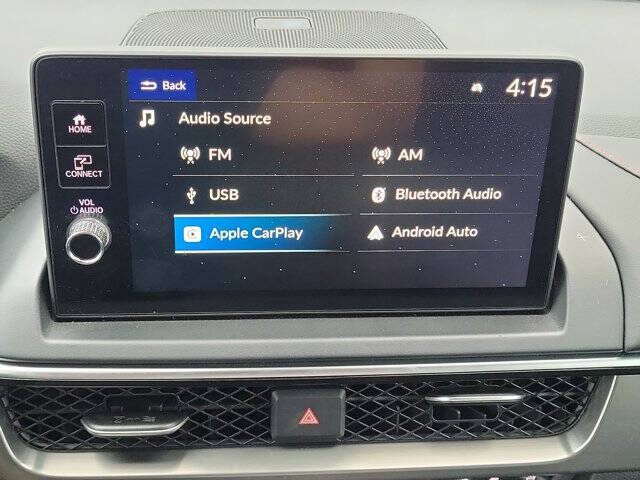 Back
4:15
HOME
Audio Source
FM
AM
CONNECT
USB
Bluetooth Audio
VOL
AUDIO
Apple CarPlay
Android Auto